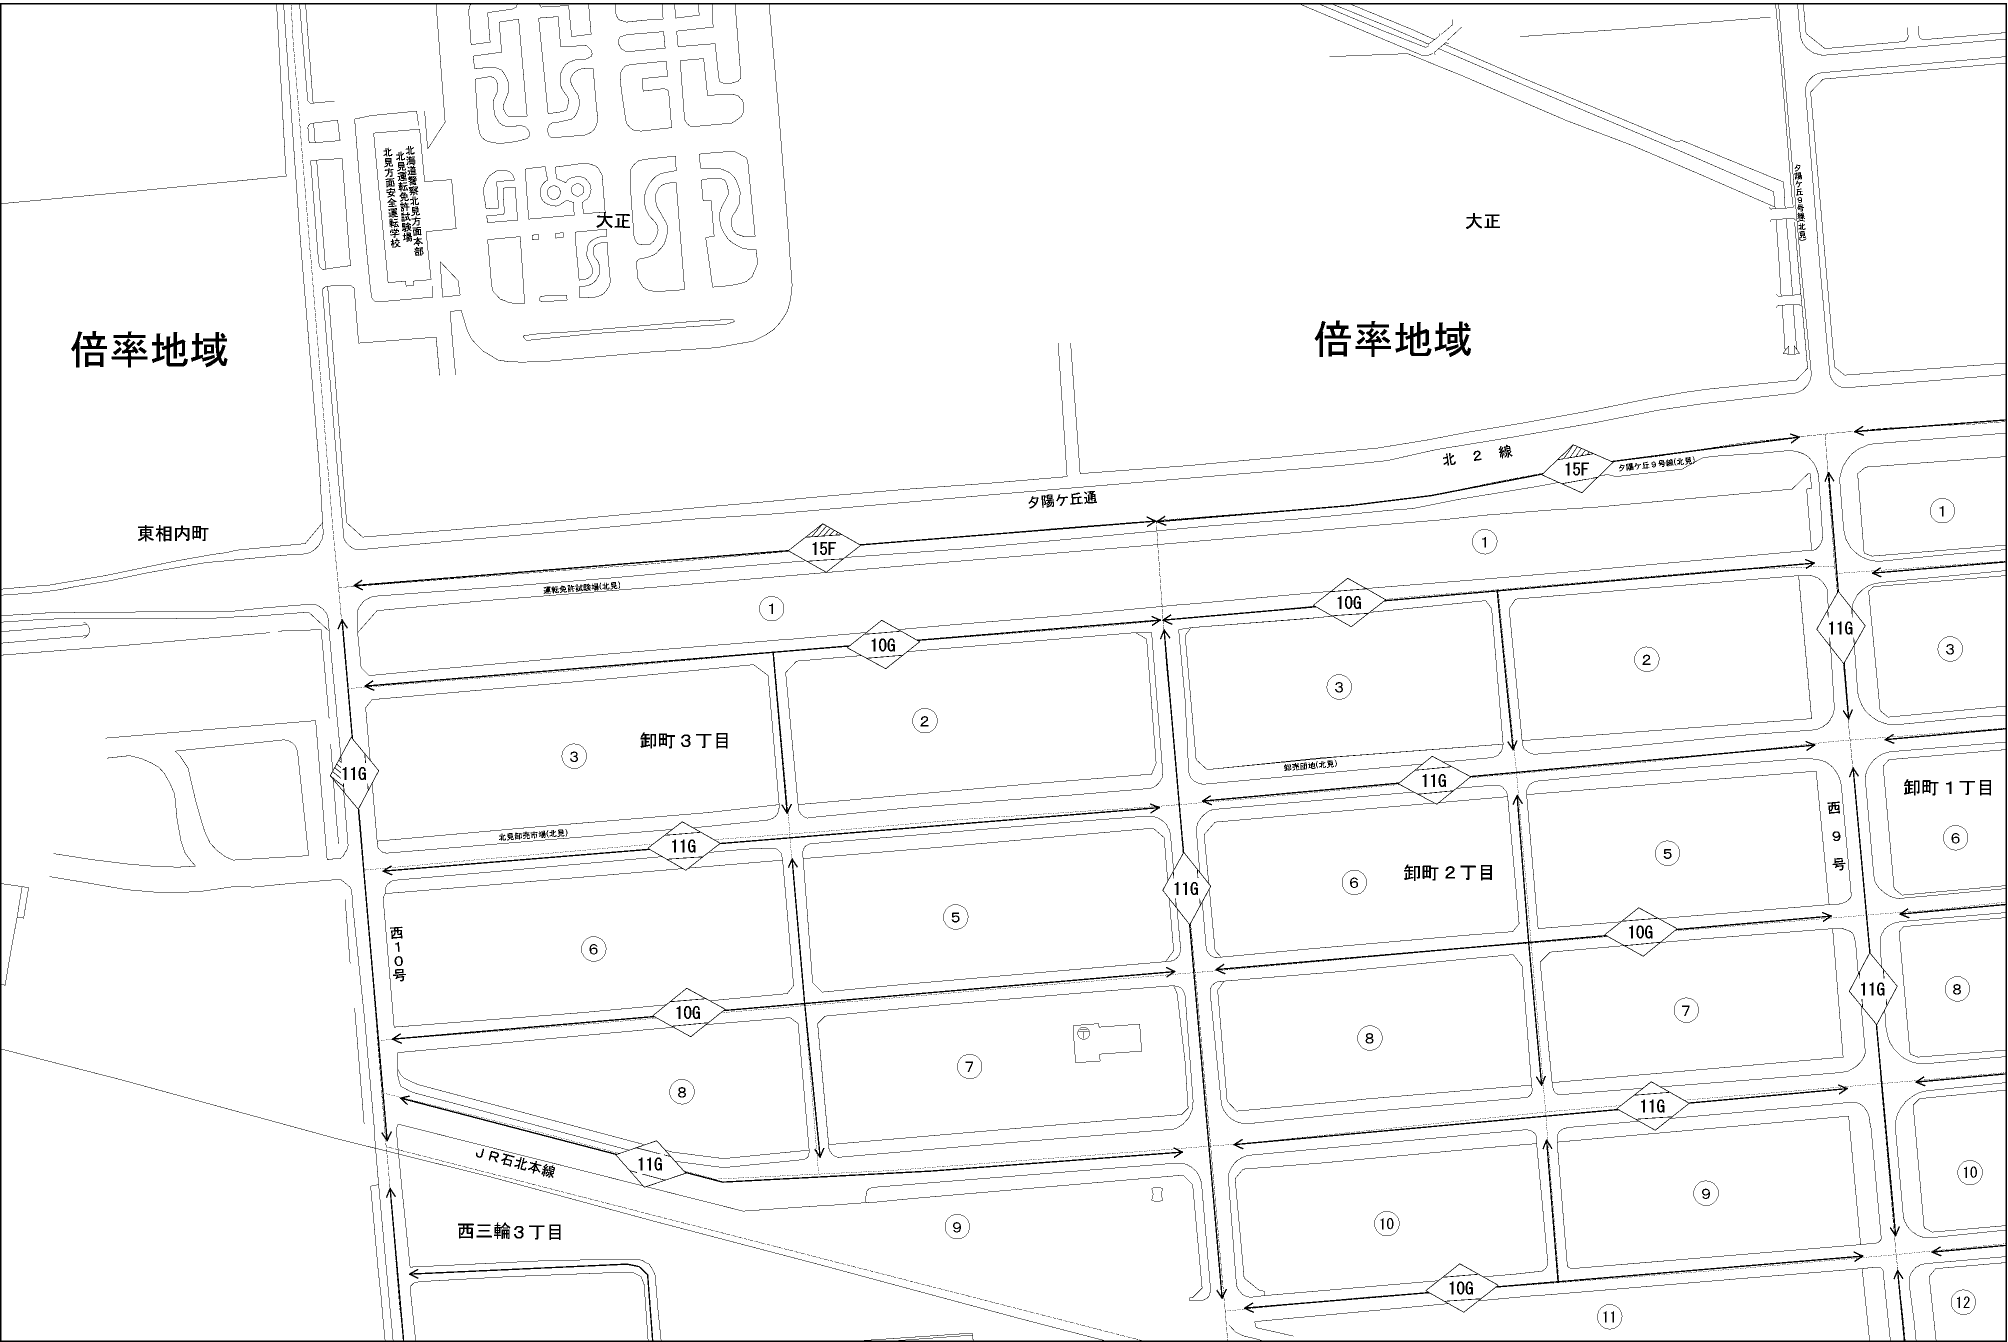 北海道警察北見方面本部
北見運転免許試験場
北見方面安全運転学校
大正
大正
夕陽ケ丘9号線(北見)
倍率地域
倍率地域
北2線
15F
夕陽ケ丘9号線(北見)
夕陽ケ丘通
東相内町
15F
1
1
運転免許試験場(北見)
1
10G
10G
11G
3
2
3
2
卸町3丁目
3
11G
卸売団地(北見)
11G
卸町1丁目
西9号
6
北見卸売市場(北見)
11G
5
卸町2丁目
6
11G
5
6
西10号
10G
11G
8
10G
7
8
7
8
11G
11G
JR石北本線
10
9
10
9
西三輪3丁目
10G
12
11